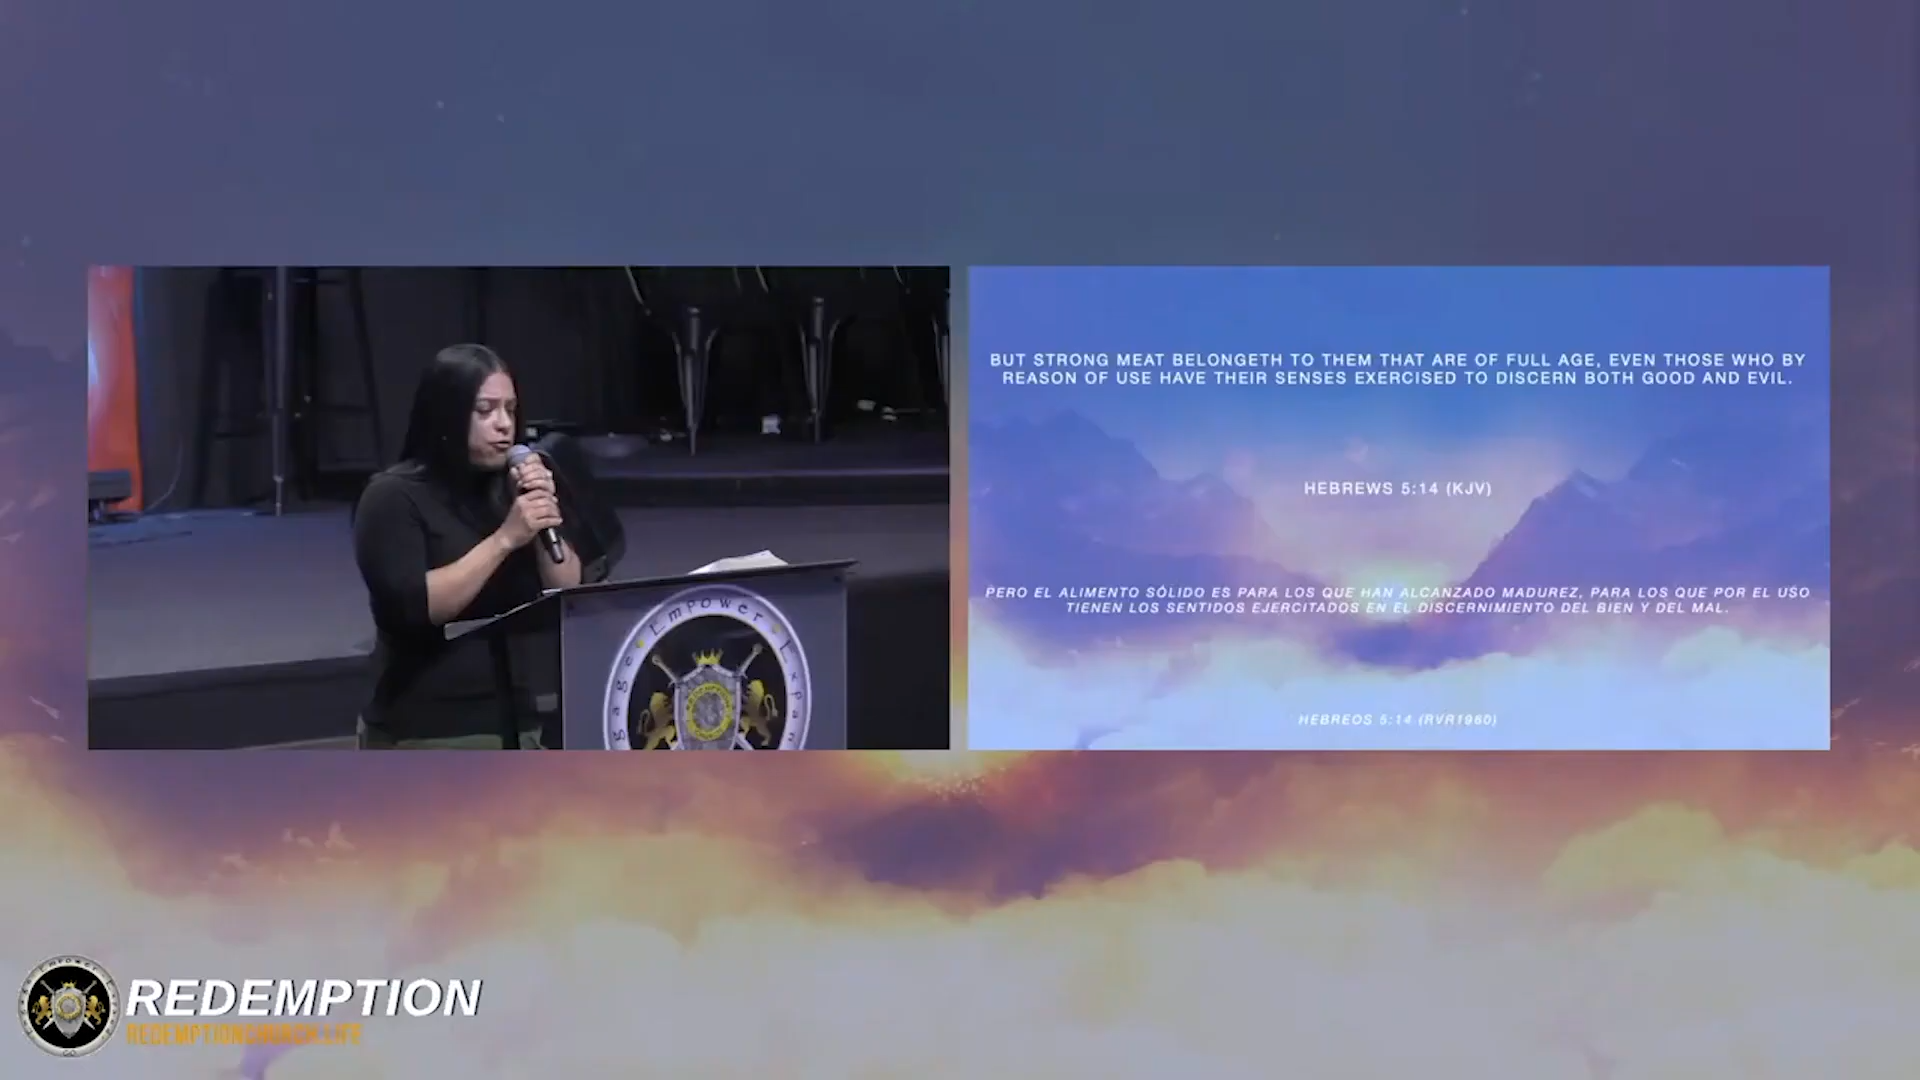 BUT STRONG MEAT BELONGETH TO THEM THAT ARE OF FULL AGE, EVEN THOSE WHO BY
REASON OF USE HAVE THEIR SENSES EXERCISED TO DISCERN BOTH GOOD AND EVIL.
HEBREWS 5:14 (KJV)
PERO EL ALIMENTO SÓLIDO ES PARA LOS QUE HAN ALCANZADO MADUREZ, PARA LOS QUE POR EL USO
TIENEN LOS SENTIDOS EJERCITADOS EN EL DISCERNIMIENTO DEL BIEN Y DEL MAL.
HEBREOS 5:14 (RVR1960)
Empower
REDEMPTION
REDEMPTIONCHURCH.LIFE